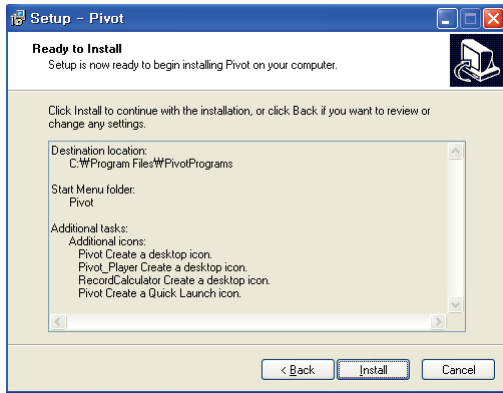 Setup - Pivot
Ready to Install
Setup is now ready to begin installing Pivot on your computer.
Click Install to continue with the installation, or click Back if you want to review or
change any settings.
Destination location:
C:₩Program Files₩PivotPrograms
Start Menu folder:
Pivot
Additional tasks:
Additional icons:
Pivot Create a desktop icon.
Pivot_Player Create a desktop icon.
RecordCalculator Create a desktop icon.
Pivot Create a Quick Launch icon.
< Back
Install
Cancel